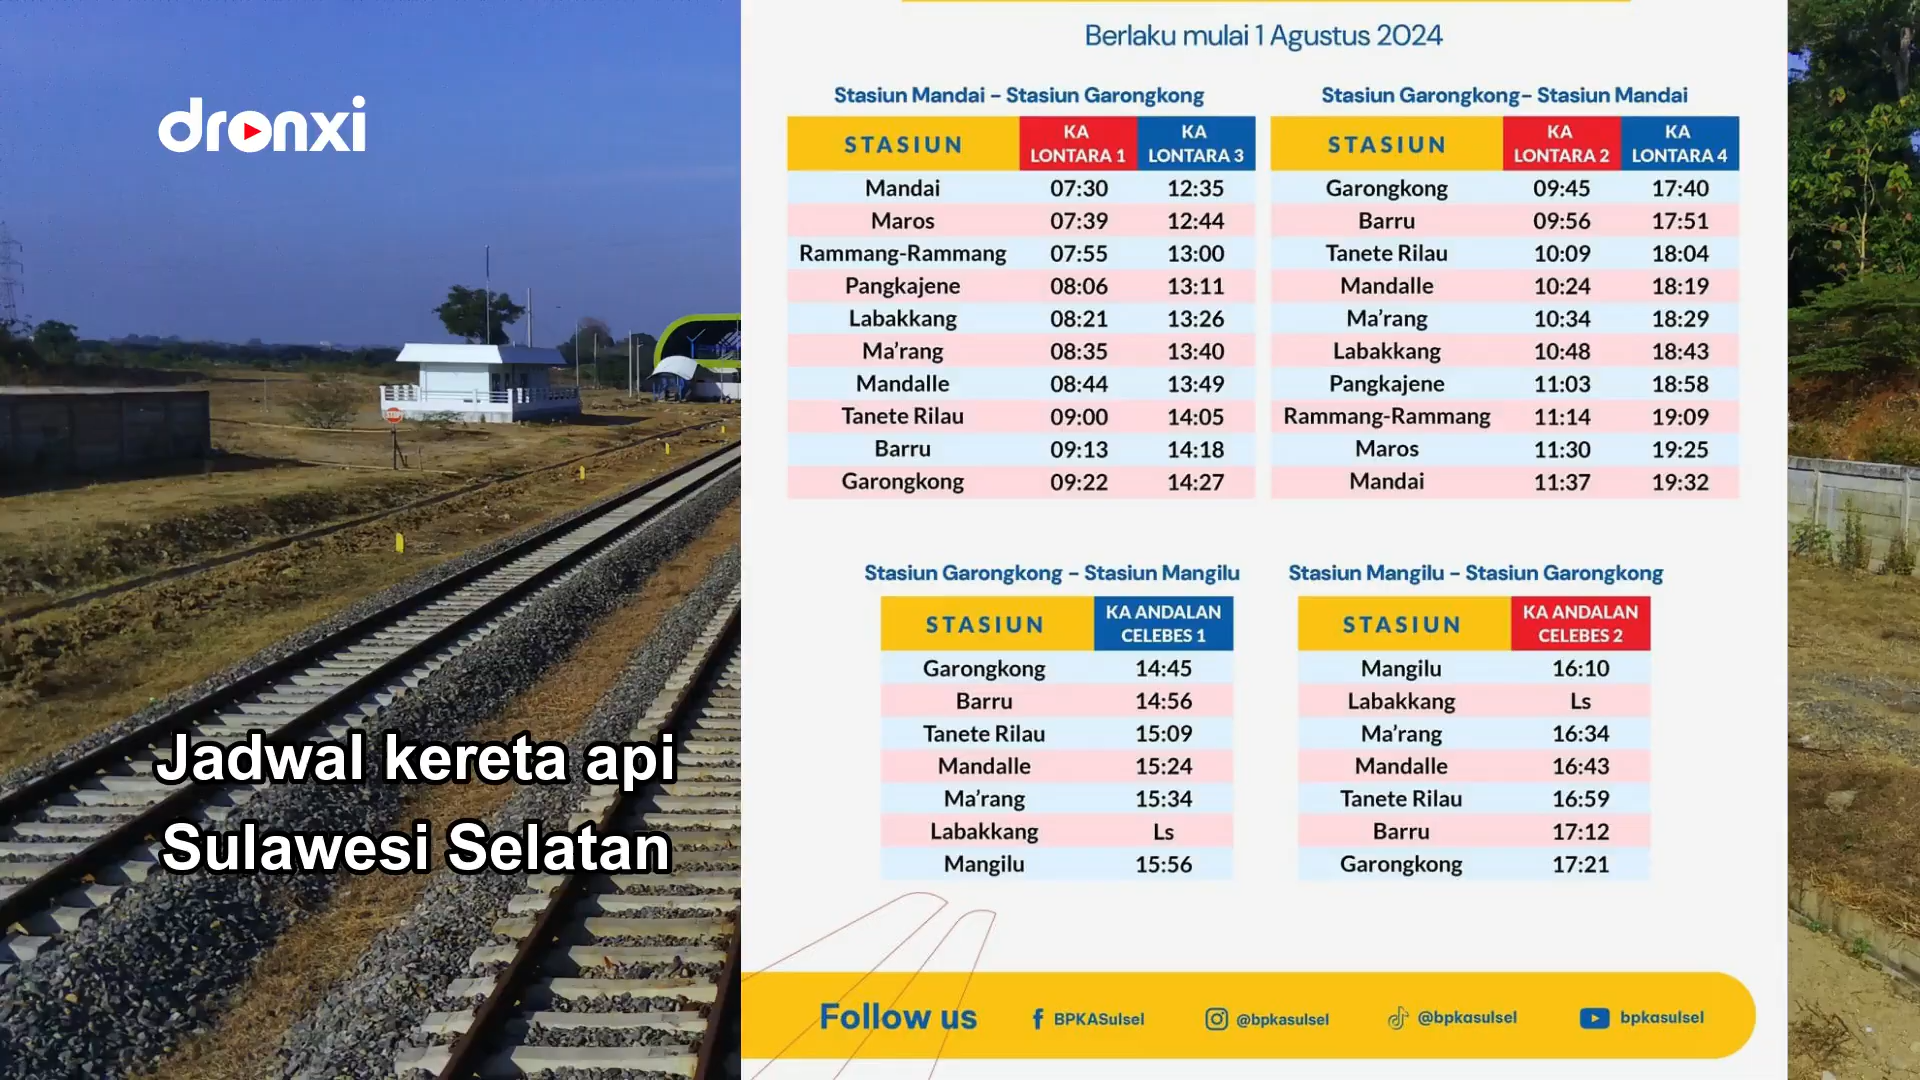 dronxi
Jadwal kereta api
Sulawesi Selatan
Berlaku mulai 1 Agustus 2024
Stasiun Mandai - Stasiun Garongkong
STASIUN KA LONTARA 1 KA LONTARA 3
Mandai 07:30 12:35
Maros 07:39 12:44
Rammang-Rammang 07:55 13:00
Pangkajene 08:06 13:11
Labakkang 08:21 13:26
Ma'rang 08:35 13:40
Mandalle 08:44 13:49
Tanete Rilau 09:00 14:05
Barru 09:13 14:18
Garongkong 09:22 14:27
Stasiun Garongkong- Stasiun Mandai
STASIUN KA LONTARA 2 KA LONTARA 4
Garongkong 09:45 17:40
Barru 09:56 17:51
Tanete Rilau 10:09 18:04
Mandalle 10:24 18:19
Ma'rang 10:34 18:29
Labakkang 10:48 18:43
Pangkajene 11:03 18:58
Rammang-Rammang 11:14 19:09
Maros 11:30 19:25
Mandai 11:37 19:32
Stasiun Garongkong - Stasiun Mangilu
STASIUN KA ANDALAN CELEBES 1
Garongkong 14:45
Barru 14:56
Tanete Rilau 15:09
Mandalle 15:24
Ma'rang 15:34
Labakkang Ls
Mangilu 15:56
Stasiun Mangilu - Stasiun Garongkong
STASIUN KA ANDALAN CELEBES 2
Mangilu 16:10
Labakkang Ls
Ma'rang 16:34
Mandalle 16:43
Tanete Rilau 16:59
Barru 17:12
Garongkong 17:21
Follow us BPKASulsel @bpkasulsel @bpkasulsel bpkasulsel
STOP